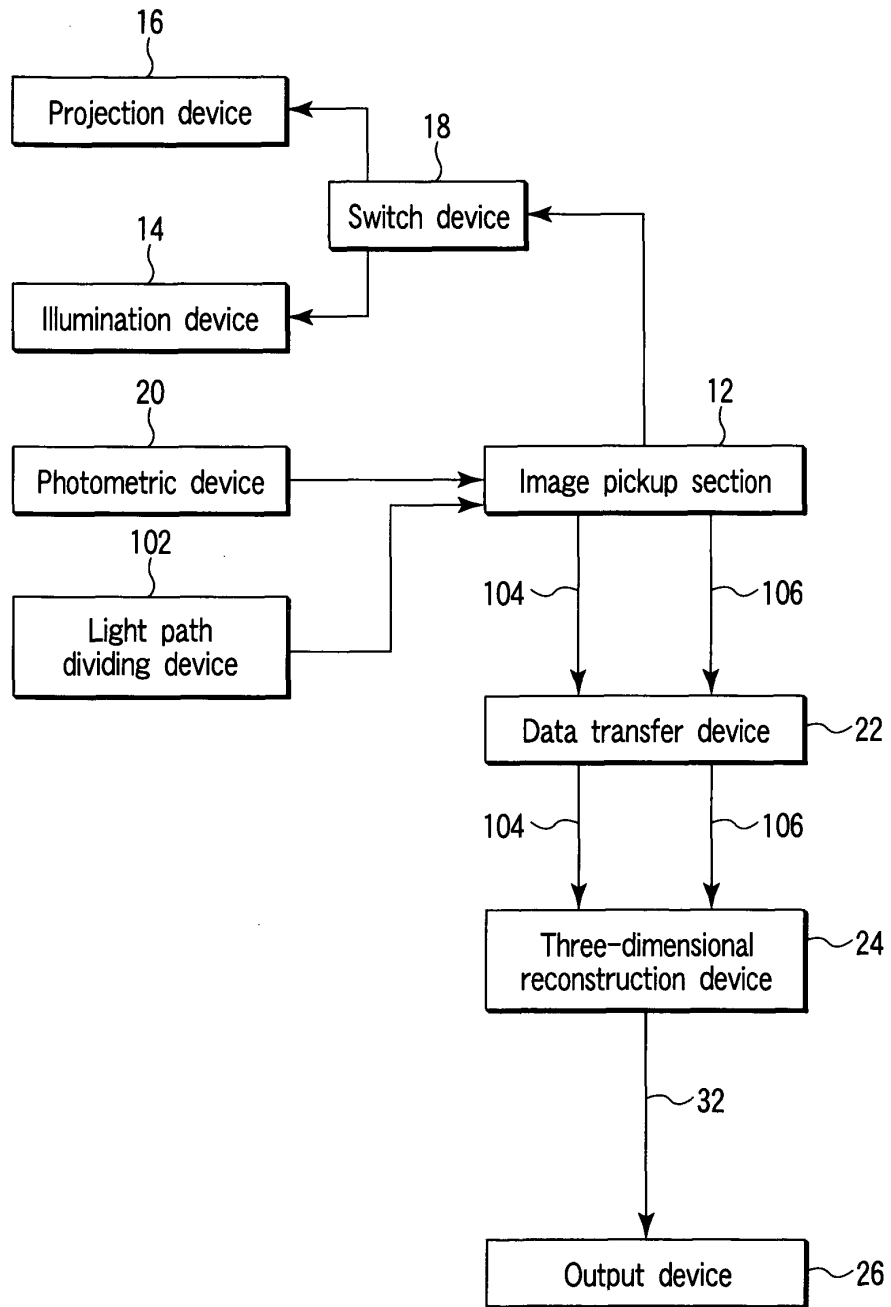 16
Projection device
18
Switch device
14
Illumination device
20
Photometric device
12
Image pickup section
102
Light path
dividing device
104
106
Data transfer device
22
104
106
Three-dimensional
reconstruction device
24
32
Output device
26